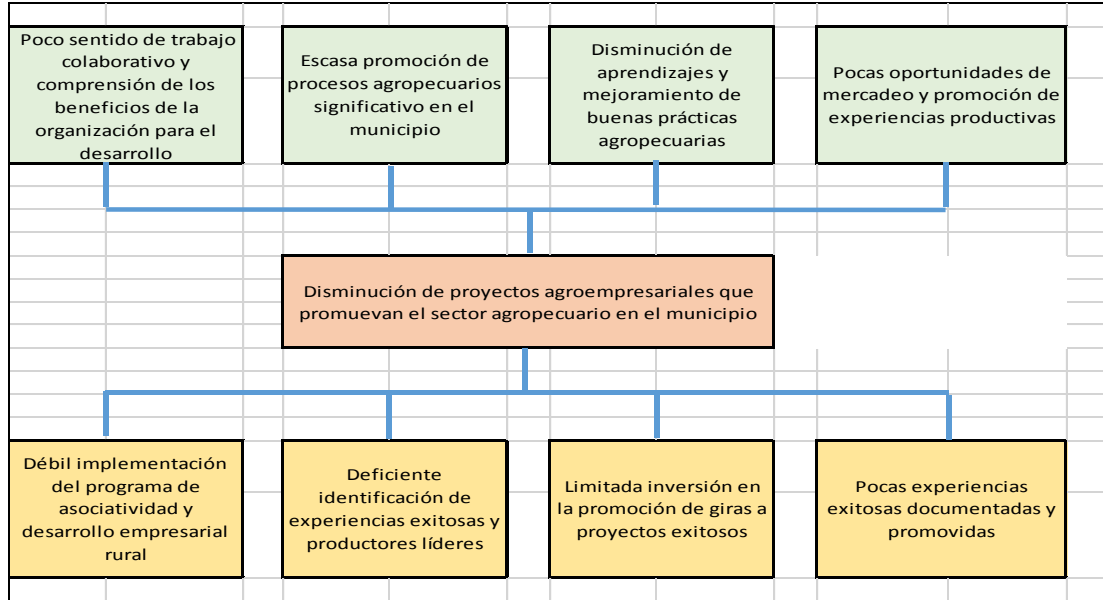 Poco sentido de trabajo
colaborativo y
comprensión de los
beneficios de la
organización para el
desarrollo
Escasa promoción de
procesos agropecuarios
significativo en el
municipio
Disminución de
aprendizajes y
mejoramiento de
buenas prácticas
agropecuarias
Pocas oportunidades de
mercadeo y promoción de
experiencias productivas
Disminución de proyectos agroempresariales que
promuevan el sector agropecuario en el municipio
Débil implementación
del programa de
asociatividad y
desarrollo empresarial
rural
Deficiente
identificación de
experiencias exitosas y
productores líderes
Limitada inversión en
la promoción de giras a
proyectos exitosos
Pocas experiencias
exitosas documentadas y
promovidas